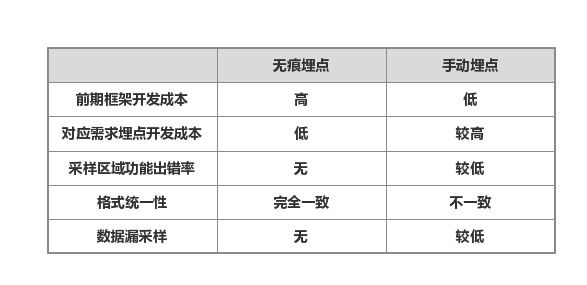 无痕埋点 手动埋点
前期框架开发成本 高 低
对应需求埋点开发成本 低 较高
采样区域功能出错率 无 较低
格式统一性 完全一致 不一致
数据漏采样 无 较低